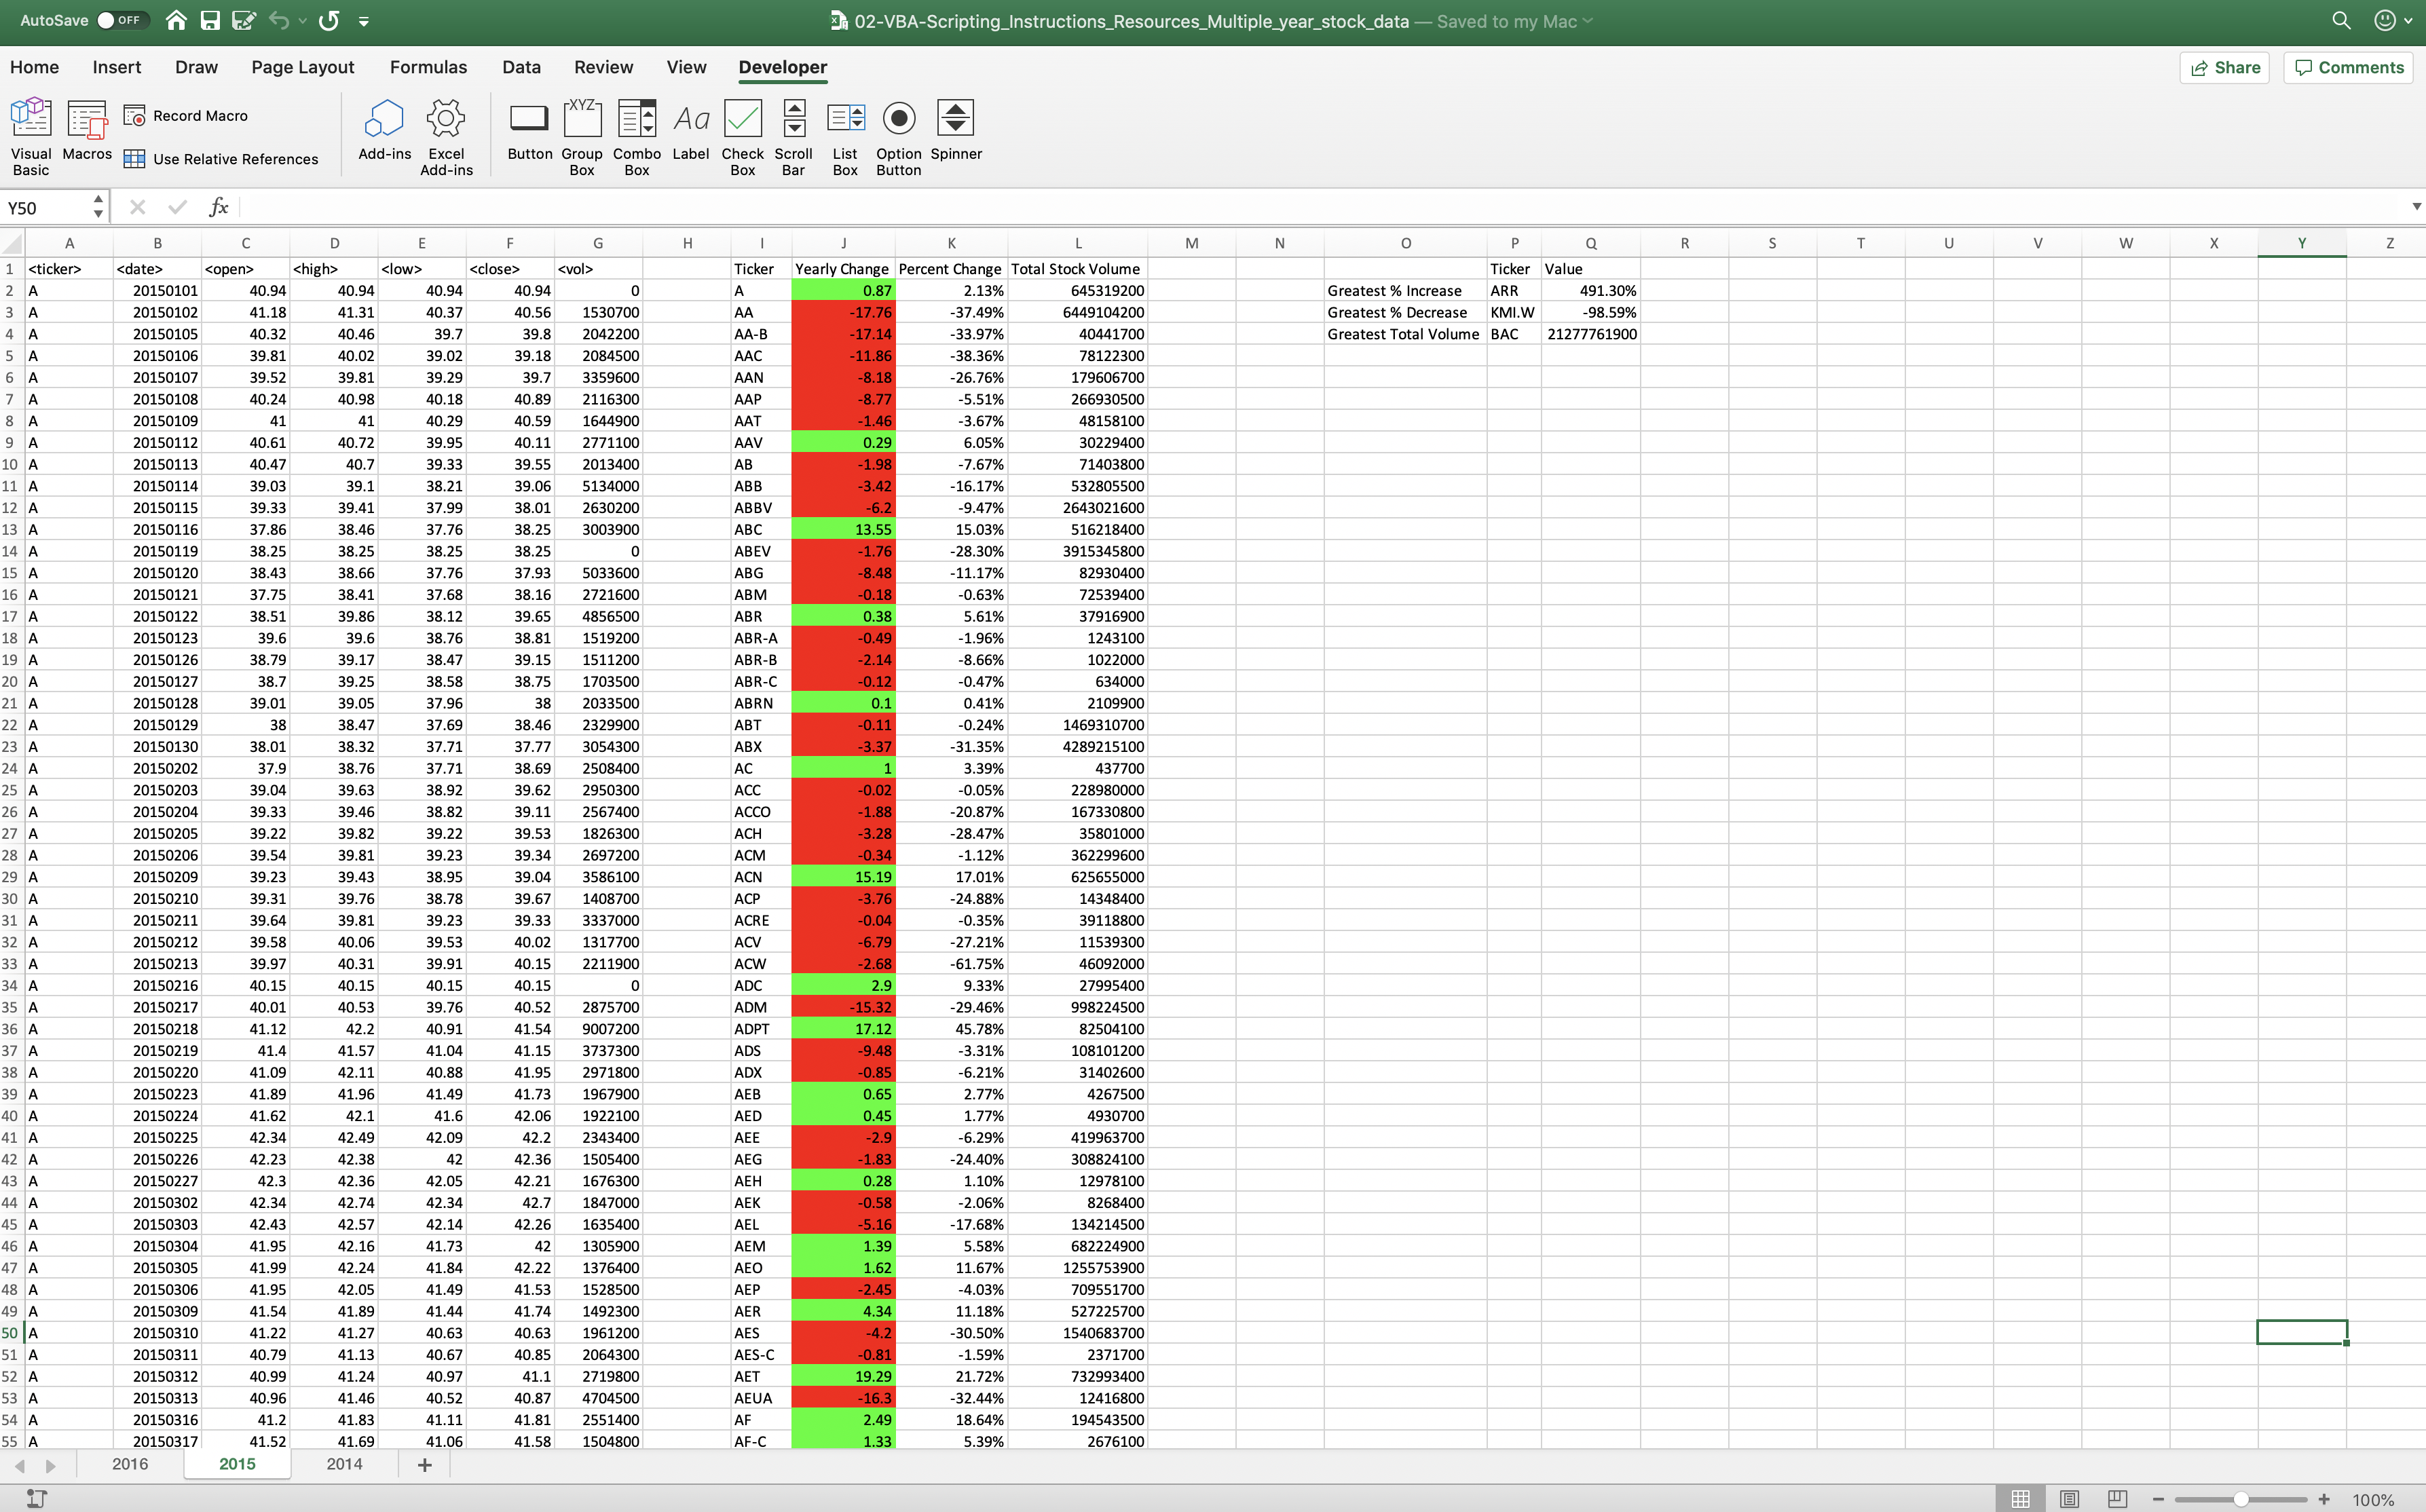 AutoSave OFF 02-VBA-Scripting_Instructions_Resources_Multiple_year_stock_data — Saved to my Mac
Home Insert Draw Page Layout Formulas Data Review View Developer Share Comments
Visual Basic Macros Record Macro Use Relative References Add-ins Excel Add-ins Button Group Box Combo Box Label Check Box Scroll Bar List Box Option Button Spinner
XYZ Aa
Y50 fx
A B C D E F G H I J K L M N O P Q R S T U V W X Y Z
1 <ticker> <date> <open> <high> <low> <close> <vol> Ticker Yearly Change Percent Change Total Stock Volume Ticker Value
2 A 20150101 40.94 40.94 40.94 40.94 0 A 0.87 2.13% 645319200 Greatest % Increase ARR 491.30%
3 A 20150102 41.18 41.31 40.37 40.56 1530700 AA -17.76 -37.49% 6449104200 Greatest % Decrease KMI.W -98.59%
4 A 20150105 40.32 40.46 39.7 39.8 2042200 AA-B -17.14 -33.97% 40441700 Greatest Total Volume BAC 21277761900
5 A 20150106 39.81 40.02 39.02 39.18 2084500 AAC -11.86 -38.36% 78122300
6 A 20150107 39.52 39.81 39.29 39.7 3359600 AAN -8.18 -26.76% 179606700
7 A 20150108 40.24 40.98 40.18 40.89 2116300 AAP -8.77 -5.51% 266930500
8 A 20150109 41 41 40.29 40.59 1644900 AAT -1.46 -3.67% 48158100
9 A 20150112 40.61 40.72 39.95 40.11 2771100 AAV 0.29 6.05% 30229400
10 A 20150113 40.47 40.7 39.33 39.55 2013400 AB -1.98 -7.67% 71403800
11 A 20150114 39.03 39.1 38.21 39.06 5134000 ABB -3.42 -16.17% 532805500
12 A 20150115 39.33 39.41 37.99 38.01 2630200 ABBV -6.2 -9.47% 2643021600
13 A 20150116 37.86 38.46 37.76 38.25 3003900 ABC 13.55 15.03% 516218400
14 A 20150119 38.25 38.25 38.25 38.25 0 ABEV -1.76 -28.30% 3915345800
15 A 20150120 38.43 38.66 37.76 37.93 5033600 ABG -8.48 -11.17% 82930400
16 A 20150121 37.75 38.41 37.68 38.16 2721600 ABM -0.18 -0.63% 72539400
17 A 20150122 38.51 39.86 38.12 39.65 4856500 ABR 0.38 5.61% 37916900
18 A 20150123 39.6 39.6 38.76 38.81 1519200 ABR-A -0.49 -1.96% 1243100
19 A 20150126 38.79 39.17 38.47 39.15 1511200 ABR-B -2.14 -8.66% 1022000
20 A 20150127 38.7 39.25 38.58 38.75 1703500 ABR-C -0.12 -0.47% 634000
21 A 20150128 39.01 39.05 37.96 38 2033500 ABRN 0.1 0.41% 2109900
22 A 20150129 38 38.47 37.69 38.46 2329900 ABT -0.11 -0.24% 1469310700
23 A 20150130 38.01 38.32 37.71 37.77 3054300 ABX -3.37 -31.35% 4289215100
24 A 20150202 37.9 38.76 37.71 38.69 2508400 AC 1 3.39% 437700
25 A 20150203 39.04 39.63 38.92 39.62 2950300 ACC -0.02 -0.05% 228980000
26 A 20150204 39.33 39.46 38.82 39.11 2567400 ACCO -1.88 -20.87% 167330800
27 A 20150205 39.22 39.82 39.22 39.53 1826300 ACH -3.28 -28.47% 35801000
28 A 20150206 39.54 39.81 39.23 39.34 2697200 ACM -0.34 -1.12% 362299600
29 A 20150209 39.23 39.43 38.95 39.04 3586100 ACN 15.19 17.01% 625655000
30 A 20150210 39.31 39.76 38.78 39.67 1408700 ACP -3.76 -24.88% 14348400
31 A 20150211 39.64 39.81 39.23 39.33 3337000 ACRE -0.04 -0.35% 39118800
32 A 20150212 39.58 40.06 39.53 40.02 1317700 ACV -6.79 -27.21% 11539300
33 A 20150213 39.97 40.31 39.91 40.15 2211900 ACW -2.68 -61.75% 46092000
34 A 20150216 40.15 40.15 40.15 40.15 0 ADC 2.9 9.33% 27995400
35 A 20150217 40.01 40.53 39.76 40.52 2875700 ADM -15.32 -29.46% 998224500
36 A 20150218 41.12 42.2 40.91 41.54 9007200 ADPT 17.12 45.78% 82504100
37 A 20150219 41.4 41.57 41.04 41.15 3737300 ADS -9.48 -3.31% 108101200
38 A 20150220 41.09 42.11 40.88 41.95 2971800 ADX -0.85 -6.21% 31402600
39 A 20150223 41.89 41.96 41.49 41.73 1967900 AEB 0.65 2.77% 4267500
40 A 20150224 41.62 42.1 41.6 42.06 1922100 AED 0.45 1.77% 4930700
41 A 20150225 42.34 42.49 42.09 42.2 2343400 AEE -2.9 -6.29% 419963700
42 A 20150226 42.23 42.38 42 42.36 1505400 AEG -1.83 -24.40% 308824100
43 A 20150227 42.3 42.36 42.05 42.21 1676300 AEH 0.28 1.10% 12978100
44 A 20150302 42.34 42.74 42.34 42.7 1847000 AEK -0.58 -2.06% 8268400
45 A 20150303 42.43 42.57 42.14 42.26 1635400 AEL -5.16 -17.68% 134214500
46 A 20150304 41.95 42.16 41.73 42 1305900 AEM 1.39 5.58% 682224900
47 A 20150305 41.99 42.24 41.84 42.22 1376400 AEO 1.62 11.67% 1255753900
48 A 20150306 41.95 42.05 41.49 41.53 1528500 AEP -2.45 -4.03% 709551700
49 A 20150309 41.54 41.89 41.44 41.74 1492300 AER 4.34 11.18% 527225700
50 A 20150310 41.22 41.27 40.63 40.63 1961200 AES -4.2 -30.50% 1540683700
51 A 20150311 40.79 41.13 40.67 40.85 2064300 AES-C -0.81 -1.59% 2371700
52 A 20150312 40.99 41.24 40.97 41.1 2719800 AET 19.29 21.72% 732993400
53 A 20150313 40.96 41.46 40.52 40.87 4704500 AEUA -16.3 -32.44% 12416800
54 A 20150316 41.2 41.83 41.11 41.81 2551400 AF 2.49 18.64% 194543500
55 A 20150317 41.52 41.69 41.06 41.58 1504800 AF-C 1.33 5.39% 2676100
2016 2015 2014 +
100%